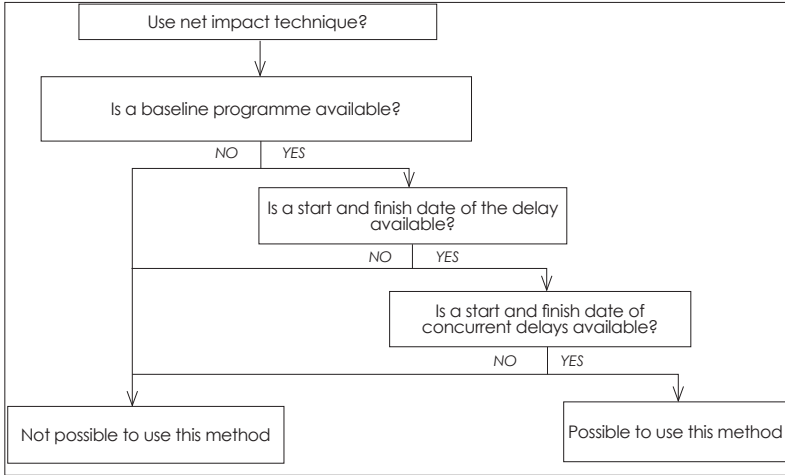 Use net impact technique?
Is a baseline programme available?
NO YES
Is a start and finish date of the delay
available?
NO YES
Is a start and finish date of
concurrent delays available?
NO YES
Not possible to use this method
Possible to use this method